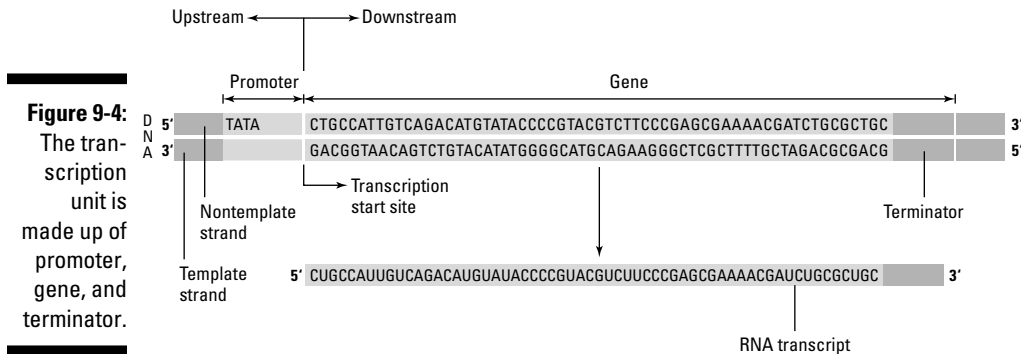 Upstream
Downstream
Promoter
Gene
Figure 9-4:
The tran-
scription
unit is
made up of
promoter,
gene, and
terminator.
D
N
A
5' TATA CTGCCATTGTCAGACATGTATACCCCGTACGTCTTCCCGAGCGAAAACGATCTGCGCTGC 3'
3' GACGGTAACAGTCTGTACATATGGGGCATGCAGAAGGGCTCGCTTTTGCTAGACGCGACG 5'
Transcription
start site
Nontemplate
strand
Terminator
Template
strand
5' CUGCCAUUGUCAGACAUGUAUACCCCGUACGUCUUCCCGAGCGAAAACGAUCUGCGCUGC 3'
RNA transcript